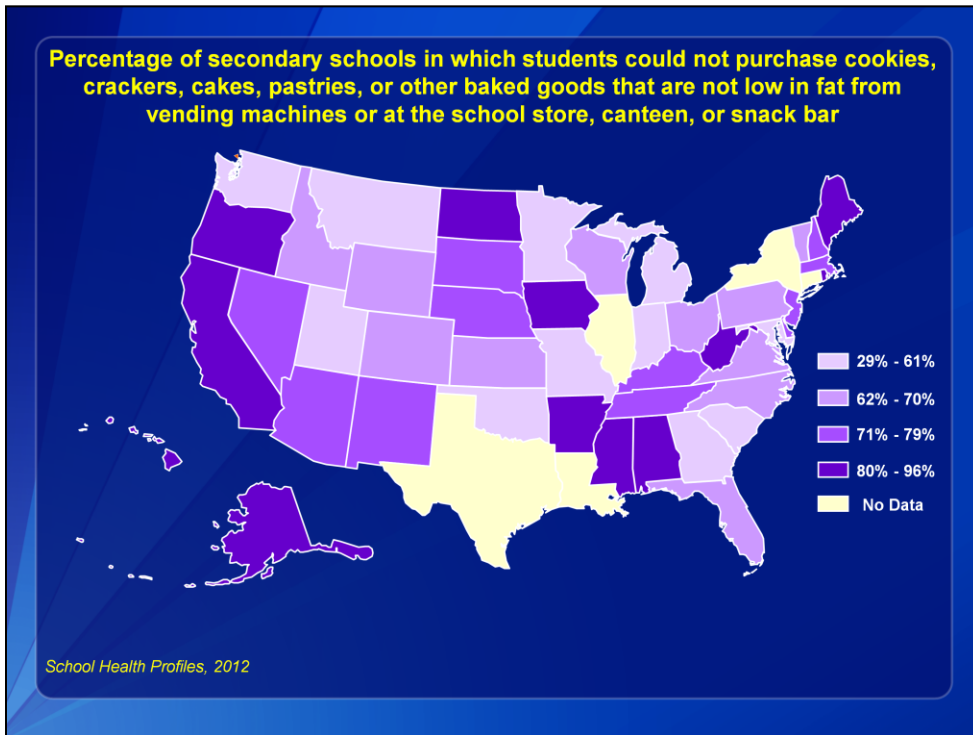 Percentage of secondary schools in which students could not purchase cookies,
crackers, cakes, pastries, or other baked goods that are not low in fat from
vending machines or at the school store, canteen, or snack bar
29% - 61%
62% - 70%
71% - 79%
80% - 96%
No Data
School Health Profiles, 2012